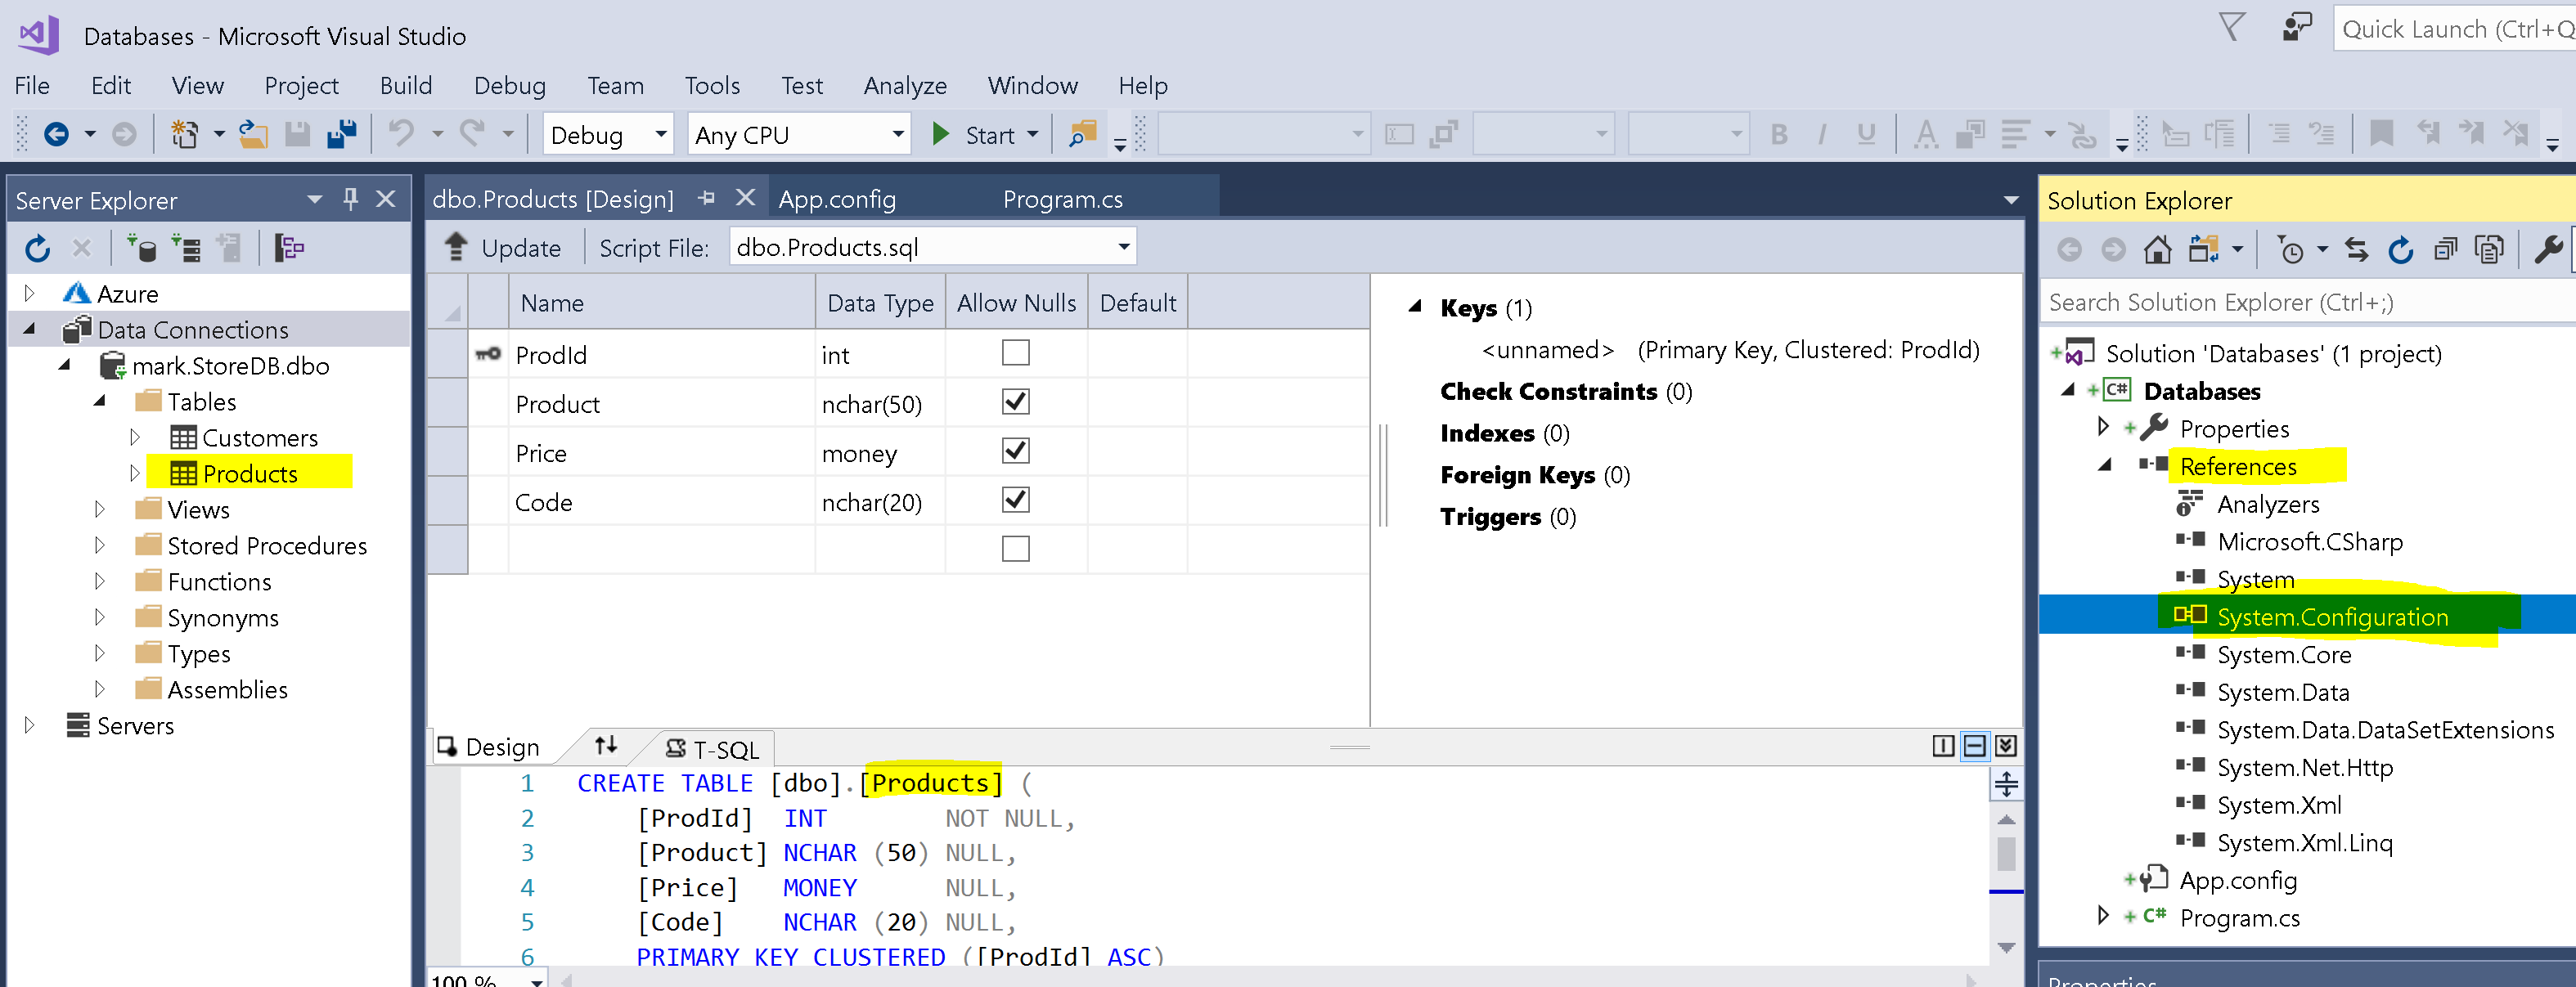 Databases - Microsoft Visual Studio
Quick Launch (Ctrl+Q
File Edit View Project Build Debug Team Tools Test Analyze Window Help
Debug Any CPU Start
Server Explorer
Azure
Data Connections
mark.StoreDB.dbo
Tables
Customers
Products
Views
Stored Procedures
Functions
Synonyms
Types
Assemblies
Servers
dbo.Products [Design] App.config Program.cs
Update Script File: dbo.Products.sql
Name Data Type Allow Nulls Default
ProdId int
Product nchar(50)
Price money
Code nchar(20)
Keys (1)
<unnamed> (Primary Key, Clustered: ProdId)
Check Constraints (0)
Indexes (0)
Foreign Keys (0)
Triggers (0)
Design T-SQL
1 CREATE TABLE [dbo].[Products] (
2 [ProdId] INT NOT NULL,
3 [Product] NCHAR (50) NULL,
4 [Price] MONEY NULL,
5 [Code] NCHAR (20) NULL,
6 PRIMARY KEY CLUSTERED ([ProdId] ASC)
100 %
Solution Explorer
Search Solution Explorer (Ctrl+;)
Solution 'Databases' (1 project)
C# Databases
Properties
References
Analyzers
Microsoft.CSharp
System
System.Configuration
System.Core
System.Data
System.Data.DataSetExtensions
System.Net.Http
System.Xml
System.Xml.Linq
App.config
C# Program.cs
Properties